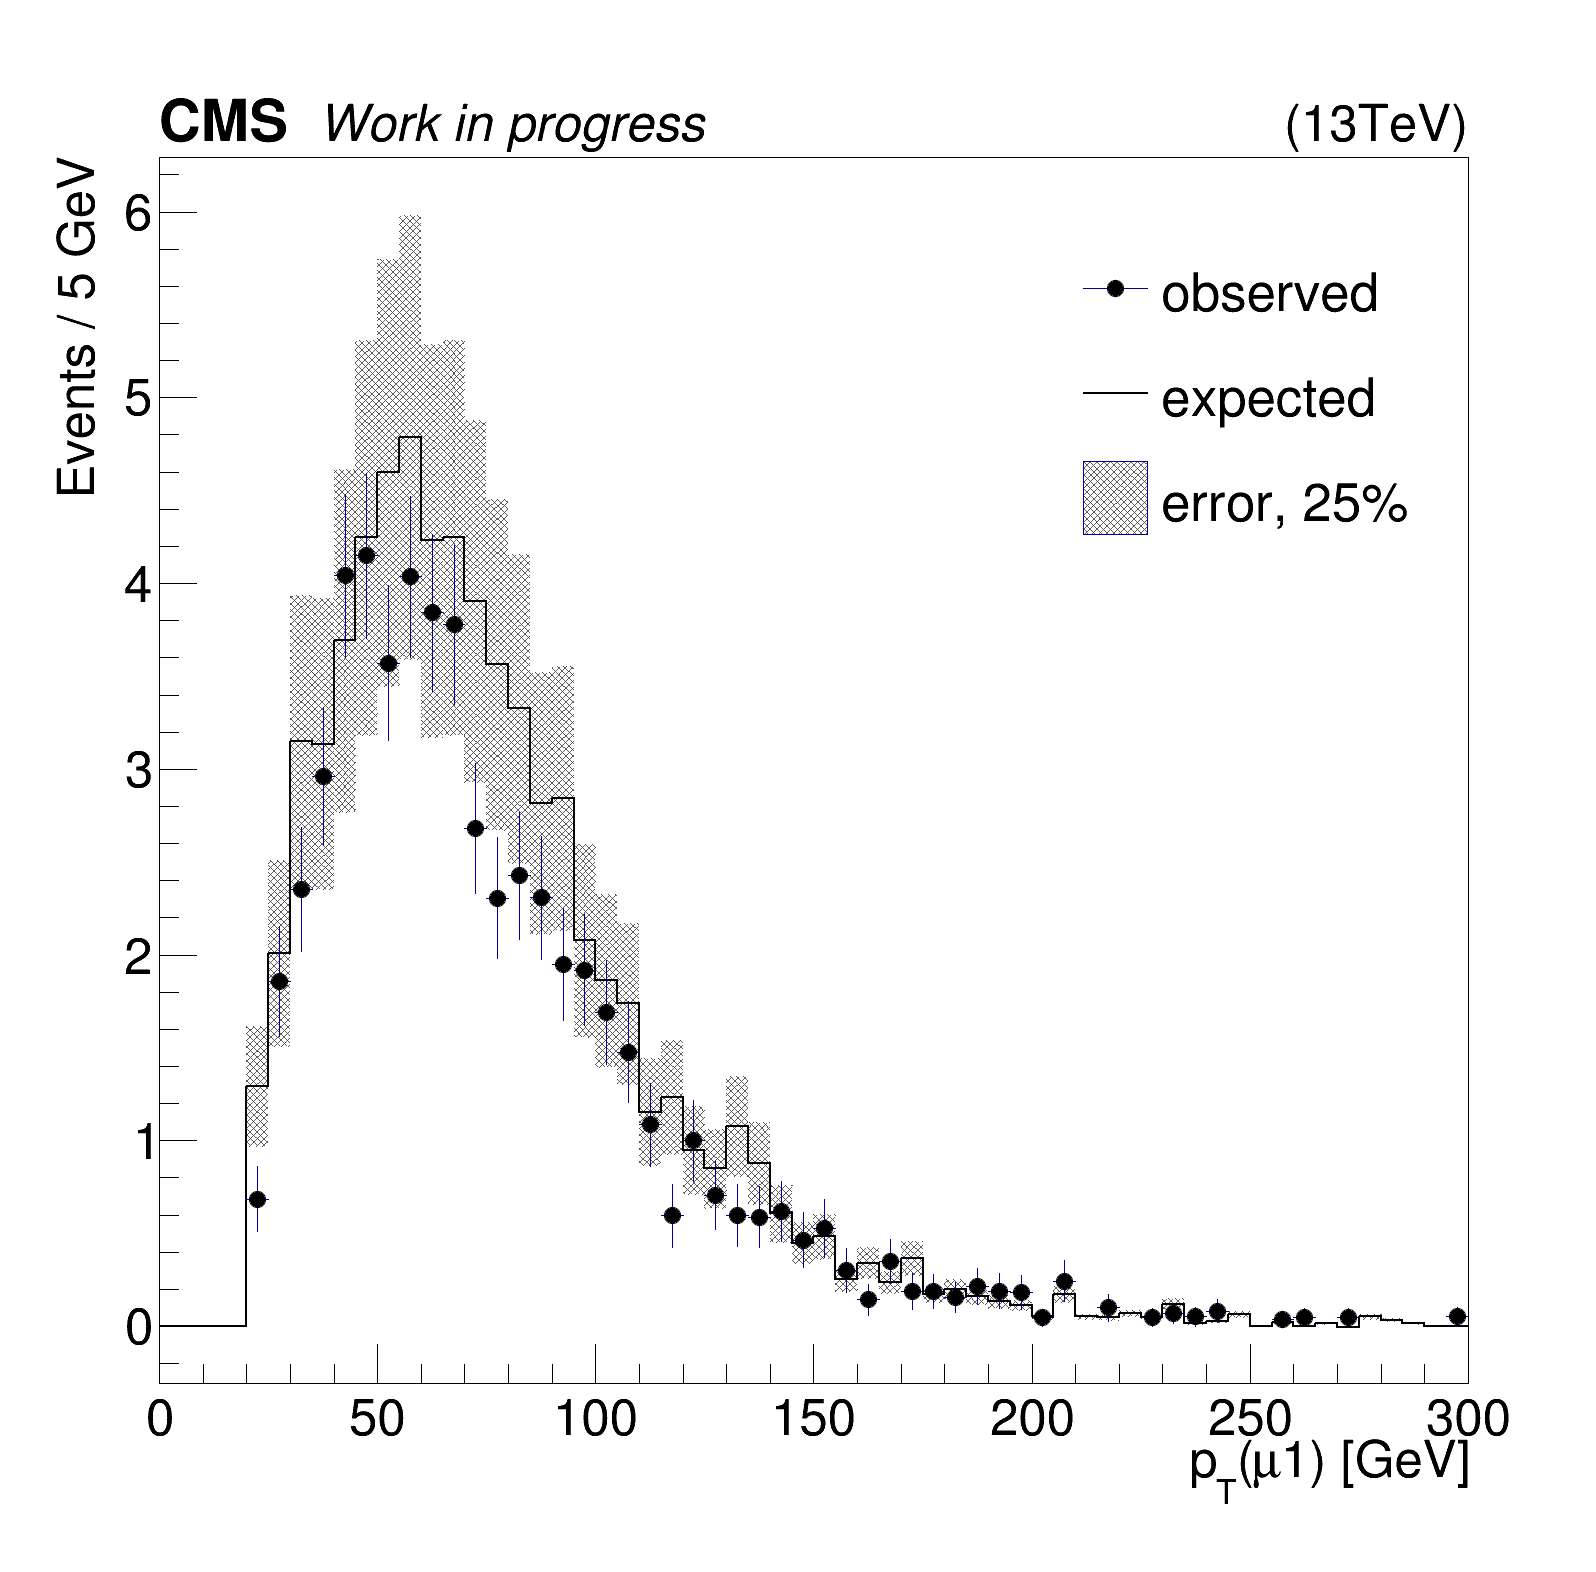 CMS Work in progress (13TeV)
Events / 5 GeV
6
5
4
3
2
1
0
observed
expected
error, 25%
0 50 100 150 200 250 300
pT(μ1) [GeV]